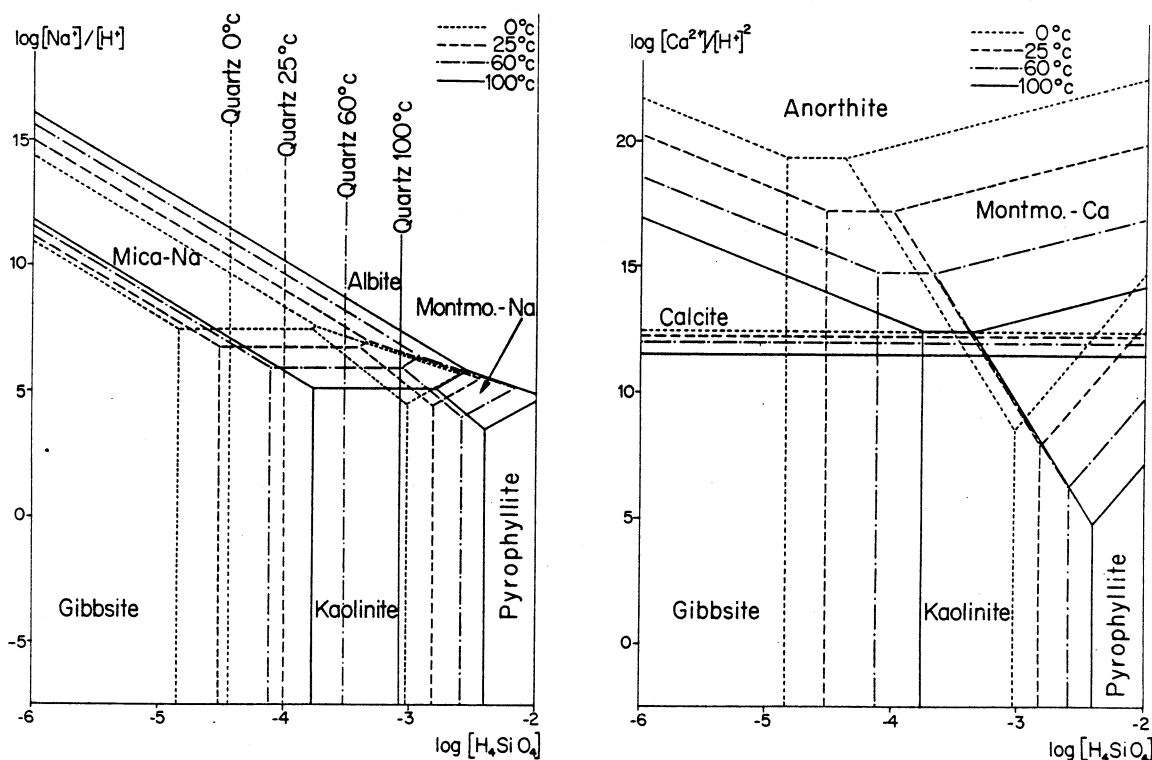 log [Na⁺] / [H⁺]
0°c
25°c
60°c
100°c
Quartz 0°c
Quartz 25°c
Quartz 60°c
Quartz 100°c
15
10
5
0
-5
Mica-Na
Albite
Montmo.-Na
Gibbsite
Kaolinite
Pyrophyllite
-6
-5
-4
-3
-2
log [H₄SiO₄]
log [Ca²⁺]/[H⁺]²
0°c
25°c
60°c
100°c
20
15
10
5
0
Anorthite
Montmo.-Ca
Calcite
Gibbsite
Kaolinite
Pyrophyllite
-6
-5
-4
-3
-2
log [H₄SiO₄]